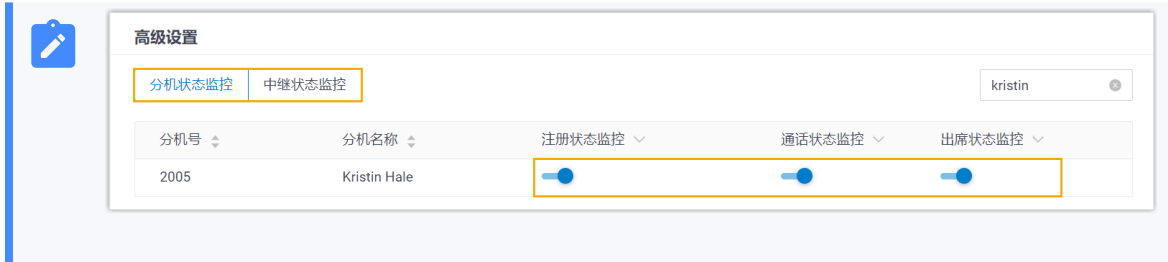 高级设置
分机状态监控 中继状态监控 kristin
分机号 分机名称 注册状态监控 通话状态监控 出席状态监控
2005 Kristin Hale